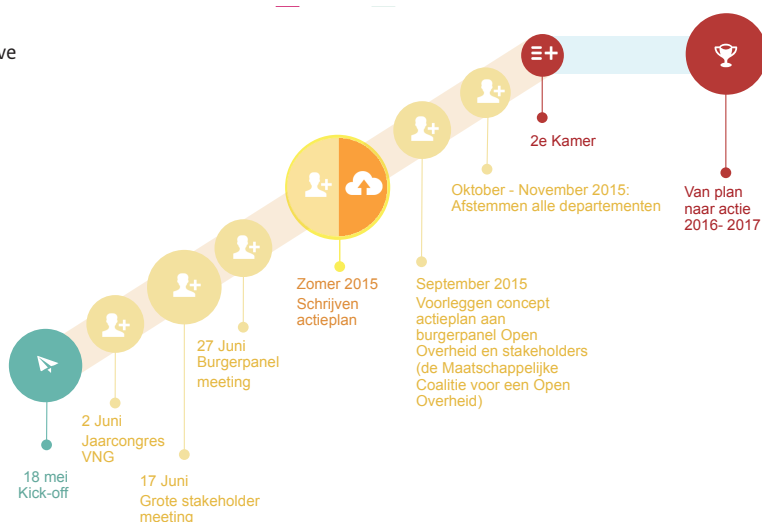 ve
18 mei
Kick-off
2 Juni
Jaarcongres
VNG
17 Juni
Grote stakeholder
meeting
27 Juni
Burgerpanel
meeting
Zomer 2015
Schrijven
actieplan
September 2015
Voorleggen concept
actieplan aan
burgerpanel Open
Overheid en stakeholders
(de Maatschappelijke
Coalitie voor een Open
Overheid)
Oktober - November 2015:
Afstemmen alle departementen
2e Kamer
Van plan
naar actie
2016- 2017